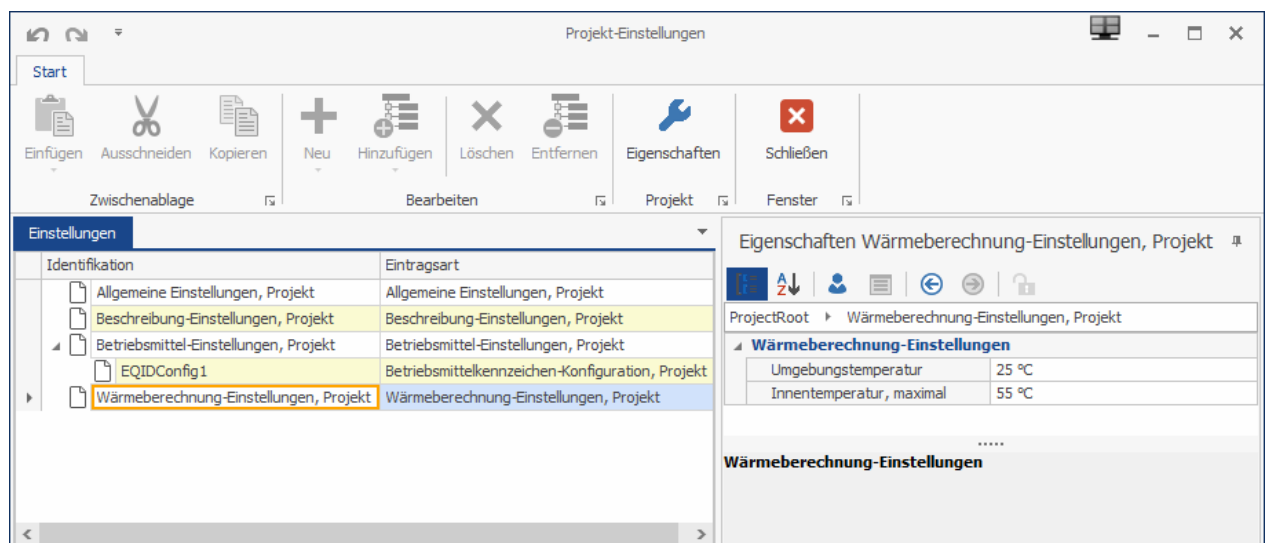 Projekt-Einstellungen
Start
Einfügen Ausschneiden Kopieren Neu Hinzufügen Löschen Entfernen Eigenschaften Schließen
Zwischenablage Bearbeiten Projekt Fenster
Einstellungen
Identifikation Eintragsart
Allgemeine Einstellungen, Projekt Allgemeine Einstellungen, Projekt
Beschreibung-Einstellungen, Projekt Beschreibung-Einstellungen, Projekt
Betriebsmittel-Einstellungen, Projekt Betriebsmittel-Einstellungen, Projekt
EQIDConfig1 Betriebsmittelkennzeichen-Konfiguration, Projekt
Wärmeberechnung-Einstellungen, Projekt Wärmeberechnung-Einstellungen, Projekt
Eigenschaften Wärmeberechnung-Einstellungen, Projekt
A
Z
ProjectRoot Wärmeberechnung-Einstellungen, Projekt
Wärmeberechnung-Einstellungen
Umgebungstemperatur 25 °C
Innentemperatur, maximal 55 °C
Wärmeberechnung-Einstellungen